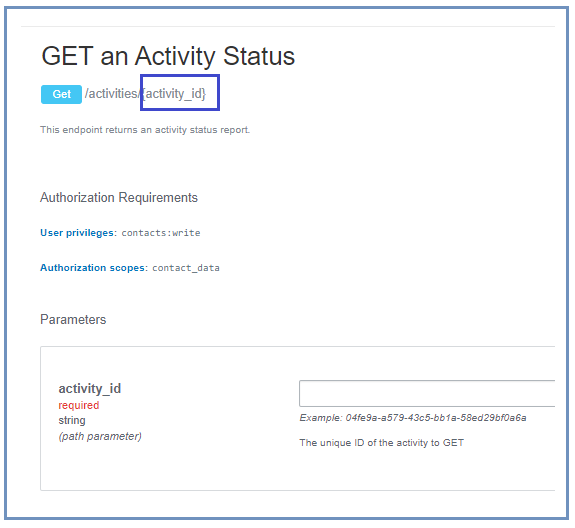 GET an Activity Status
Get /activities/{activity_id}
This endpoint returns an activity status report.
Authorization Requirements
User privileges: contacts:write
Authorization scopes: contact_data
Parameters
activity_id
required
string
(path parameter)
Example: 04fe9a-a579-43c5-bb1a-58ed29bf0a6a
The unique ID of the activity to GET